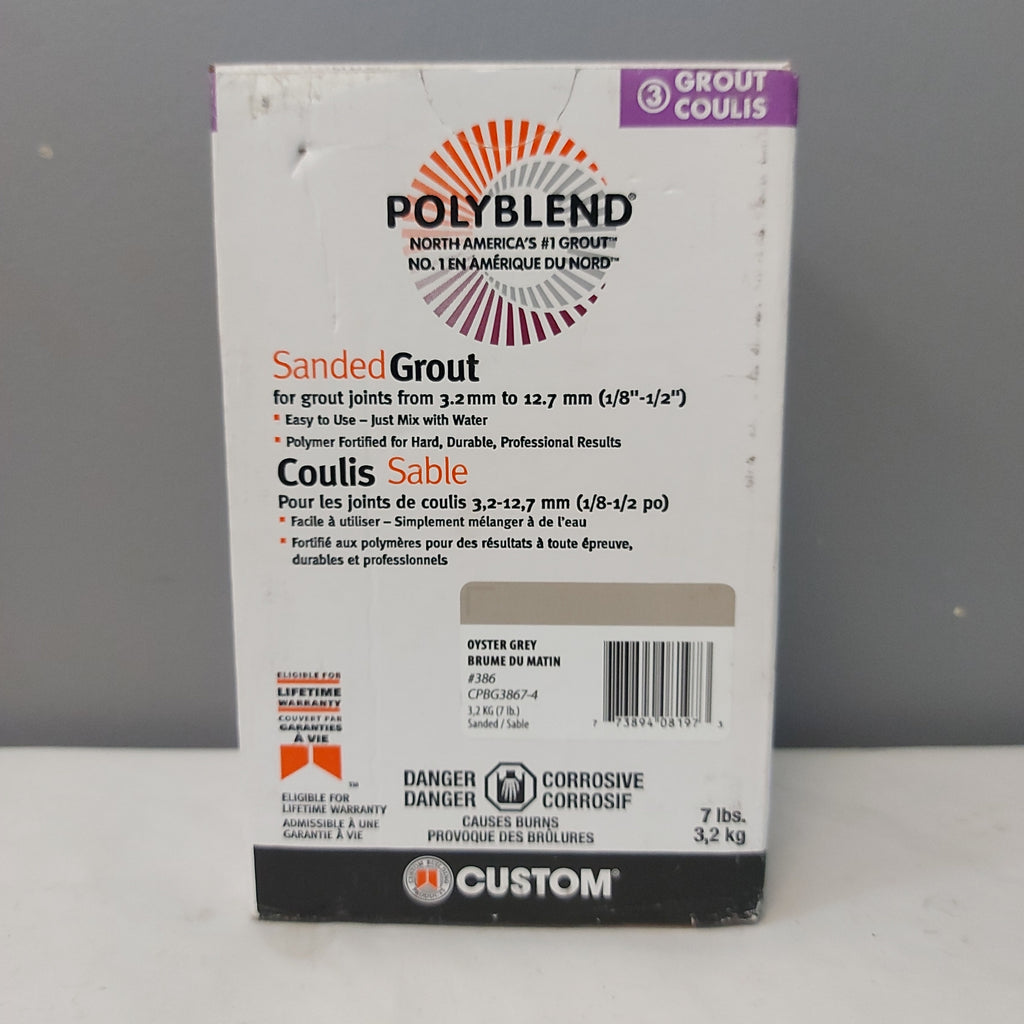 3 GROUT
COULIS
POLYBLEND®
NORTH AMERICA'S #1 GROUT™
NO. 1 EN AMÉRIQUE DU NORD™
Sanded Grout
for grout joints from 3.2mm to 12.7 mm (1/8"-1/2")
▪ Easy to Use – Just Mix with Water
▪ Polymer Fortified for Hard, Durable, Professional Results
Coulis Sable
Pour les joints de coulis 3,2-12,7 mm (1/8-1/2 po)
▪ Facile à utiliser – Simplement mélanger à de l'eau
▪ Fortifié aux polymères pour des résultats à toute épreuve,
durables et professionnels
OYSTER GREY
BRUME DU MATIN
#386
CPBG3867-4
3,2 KG (7 lb.)
Sanded / Sable
7 73894 08197 3
ELIGIBLE FOR
LIFETIME
WARRANTY
COUVERT PAR
GARANTIES
À VIE
™
ELIGIBLE FOR
LIFETIME WARRANTY
ADMISSIBLE À UNE
GARANTIE À VIE
DANGER CORROSIVE
DANGER CORROSIF
CAUSES BURNS
PROVOQUE DES BRÛLURES
7 lbs.
3,2 kg
CUSTOM®